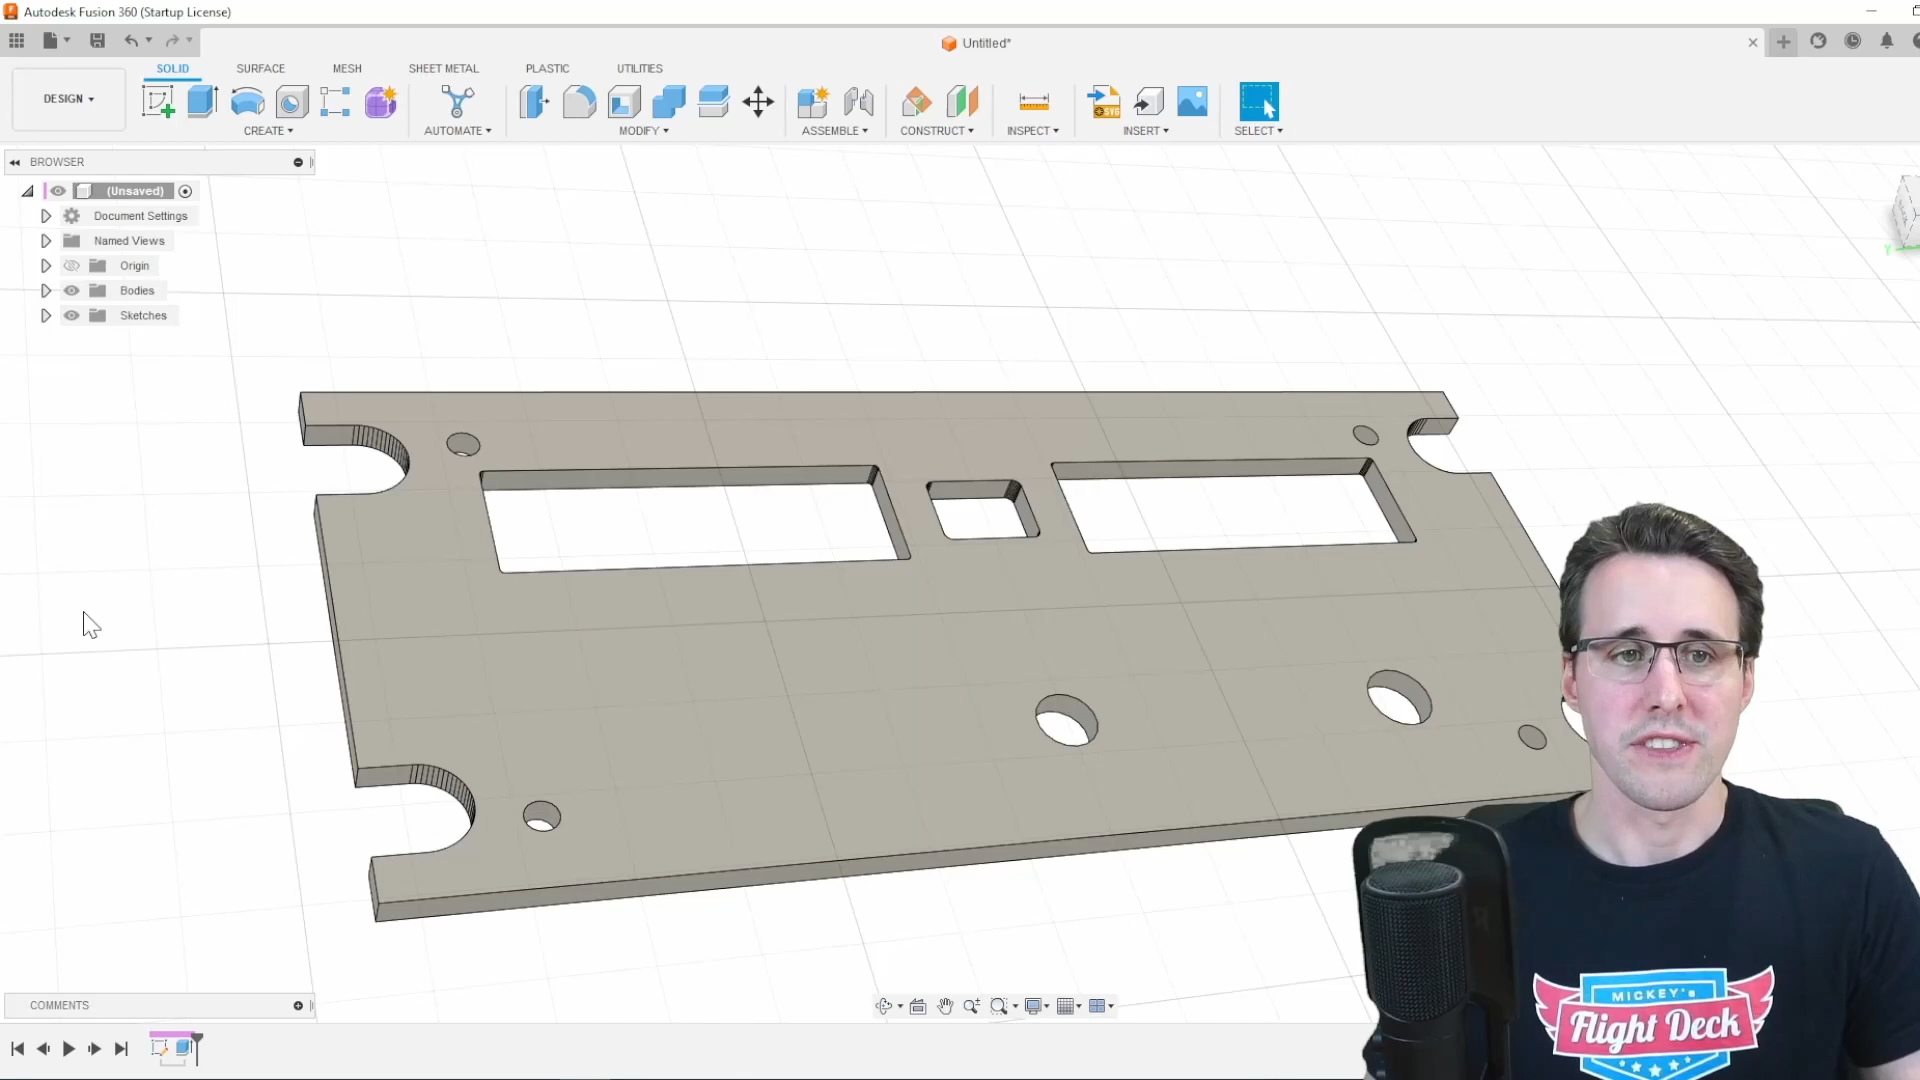 Autodesk Fusion 360 (Startup License)
Untitled*
SOLID SURFACE MESH SHEET METAL PLASTIC UTILITIES
DESIGN
CREATE AUTOMATE MODIFY ASSEMBLE CONSTRUCT INSPECT INSERT SELECT
SVG
BROWSER
(Unsaved)
Document Settings
Named Views
Origin
Bodies
Sketches
Y
COMMENTS
MICKEY's
Flight Deck